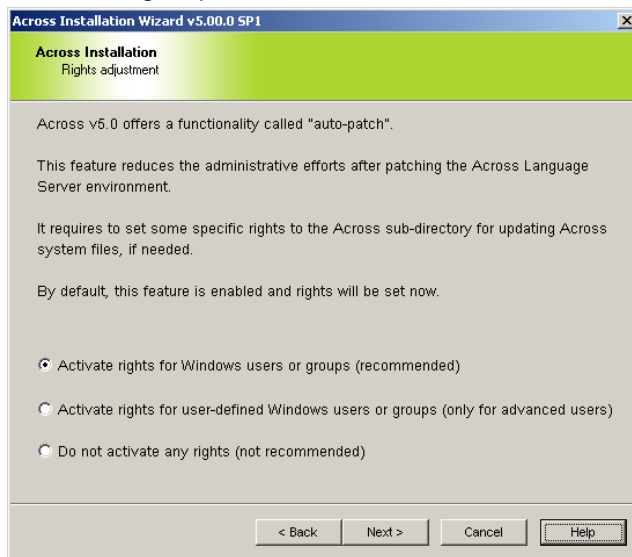 Across Installation Wizard v5.00.0 SP1
Across Installation
Rights adjustment
Across v5.0 offers a functionality called "auto-patch".
This feature reduces the administrative efforts after patching the Across Language
Server environment.
It requires to set some specific rights to the Across sub-directory for updating Across
system files, if needed.
By default, this feature is enabled and rights will be set now.
Activate rights for Windows users or groups (recommended)
Activate rights for user-defined Windows users or groups (only for advanced users)
Do not activate any rights (not recommended)
< Back Next > Cancel Help